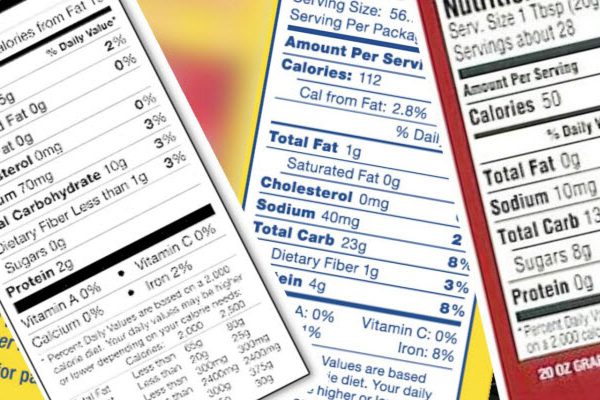 alories from Fat 1
% Daily Value*
2%
5g
0%
d Fat 0g
at 0g
0%
sterol 0mg
3%
um 70mg
3%
al Carbohydrate 10g
3%
Dietary Fiber Less than 1g
Sugars 0g
Protein 2g
Vitamin A 0% • Vitamin C 0%
Calcium 0% • Iron 2%
* Percent Daily Values are based on a 2,000
calorie diet. Your daily values may be higher
or lower depending on your calorie needs:
Calories: 2,000 2,500
Total Fat Less than 65g 80g
Less than 20g 25g
Less than 300mg 300mg
Less than 2400mg 2400mg
300g 375g
30g
for pa
Serving Size: 56.
Serving Per Packa
Amount Per Servi
Calories: 112
Cal from Fat: 2.8%
% Dail
Total Fat 1g
Saturated Fat 0g
Cholesterol 0mg
Sodium 40mg 2
Total Carb 23g 8%
Dietary Fiber 1g 3%
ein 4g 8%
A: 0% Vitamin C: 0%
1% Iron: 8%
Values are based
ie diet. Your daily
e higher or lower
Nutritio
Serv. Size 1 Tbsp (20g
Servings about 28
Amount Per Serving
Calories 50
% Daily V
Total Fat 0g
Sodium 10mg
Total Carb 13
Sugars 8g
Protein 0g
* Percent Daily Valu
on a 2,000 calorie
20 OZ GRA